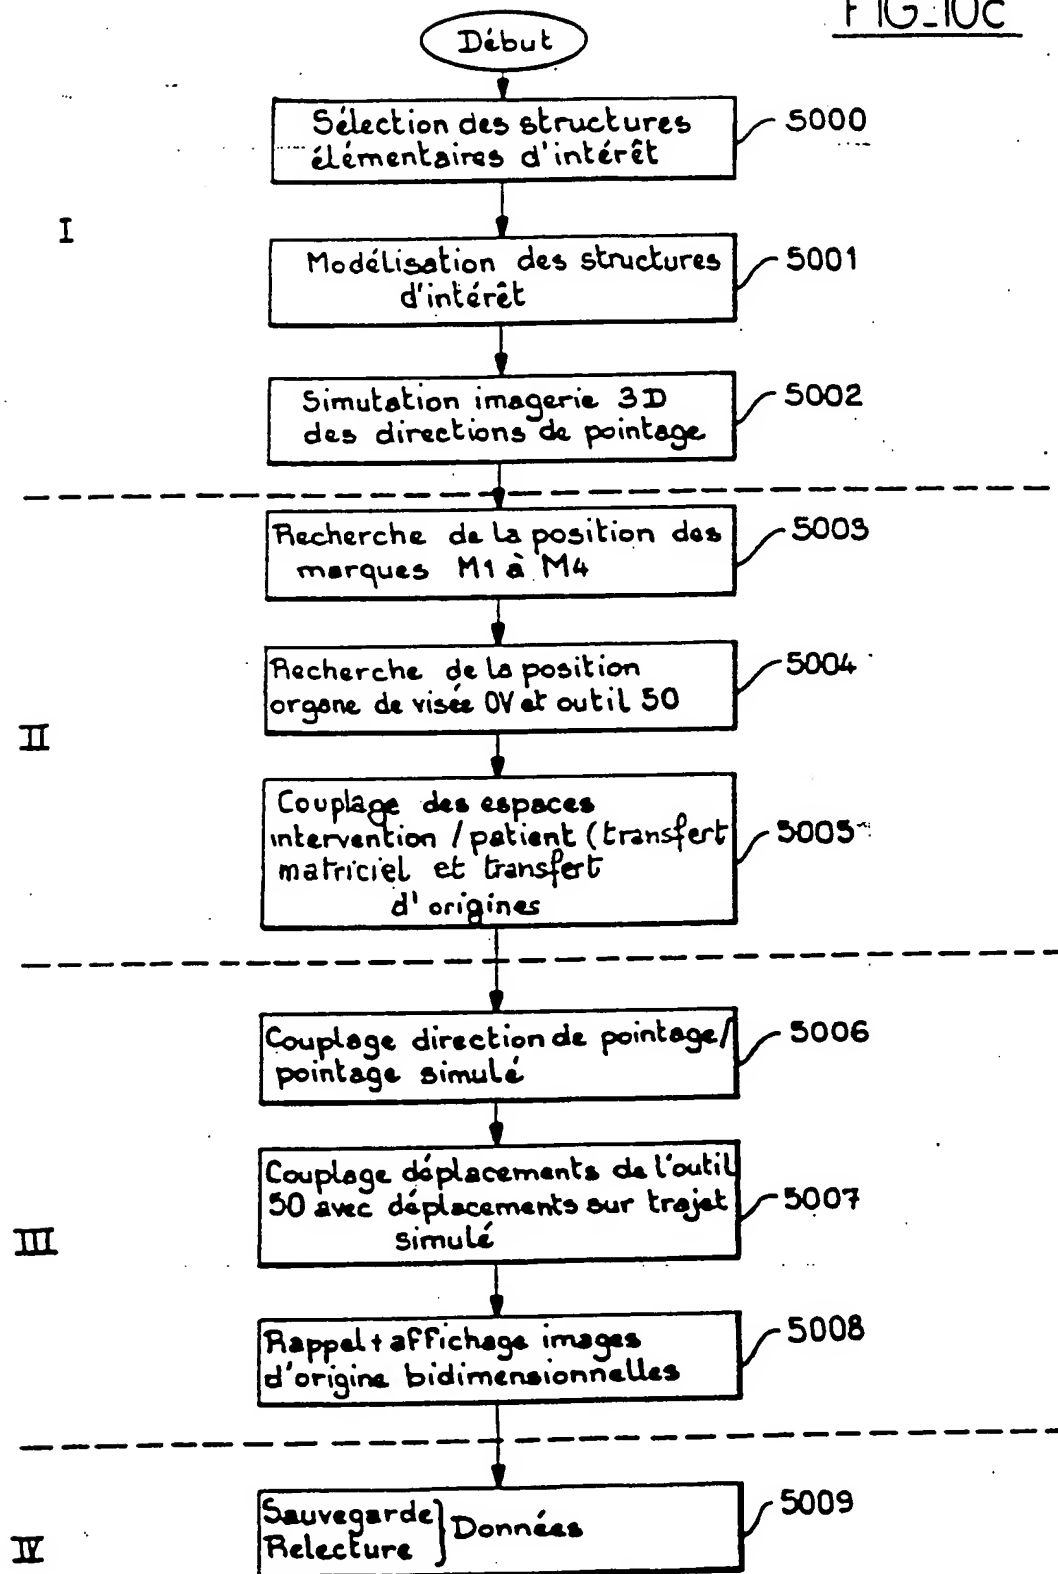 FIG_10c
Début
Sélection des structures
élémentaires d'intérêt
5000
I
Modélisation des structures
d'intérêt
5001
Simutation imagerie 3D
des directions de pointage
5002
Recherche de la position des
marques M1 à M4
5003
Recherche de la position
organe de visée OV et outil 50
5004
II
Couplage des espaces
intervention / patient (transfert
matriciel et transfert
d'origines
5005
Couplage direction de pointage/
pointage simulé
5006
Couplage déplacements de l'outil
50 avec déplacements sur trajet
simulé
5007
III
Rappel + affichage images
d'origine bidimensionnelles
5008
Sauvegarde
Relecture } Données
5009
IV